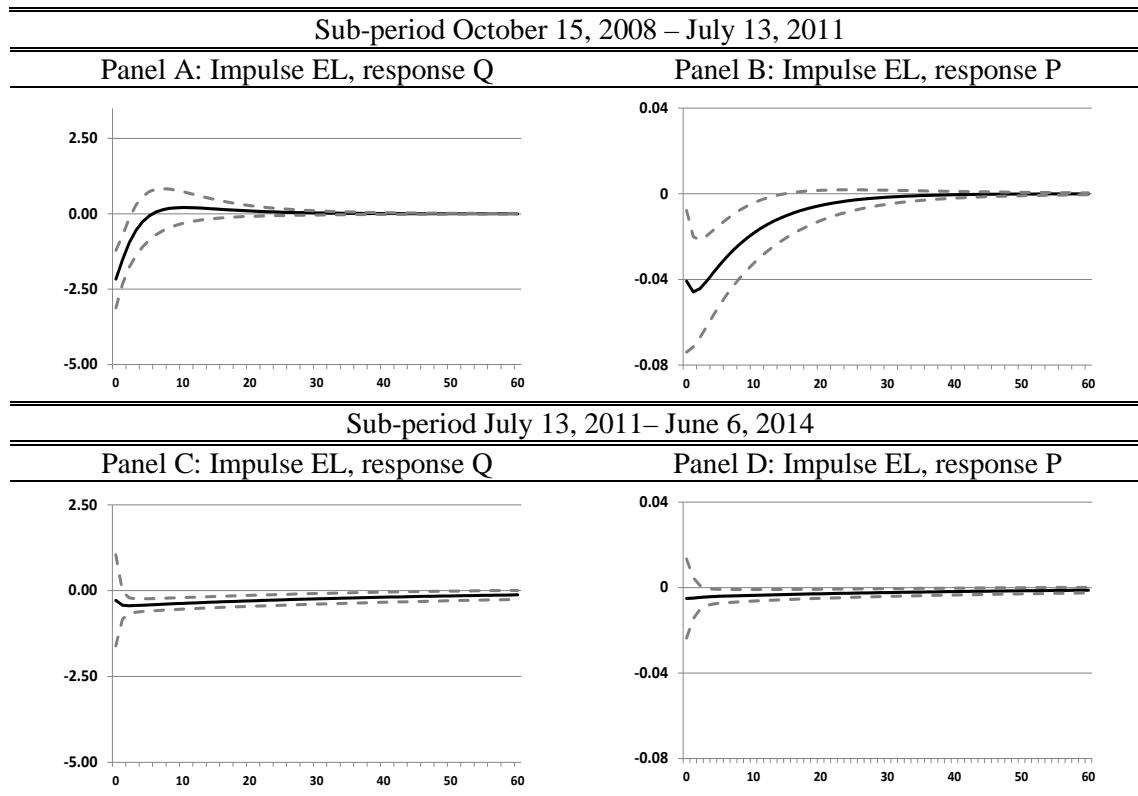 Sub-period October 15, 2008 – July 13, 2011
Panel A: Impulse EL, response Q
Panel B: Impulse EL, response P
2.50
0.00
-2.50
-5.00
0 10 20 30 40 50 60
0.04
0
-0.04
-0.08
0 10 20 30 40 50 60
Sub-period July 13, 2011– June 6, 2014
Panel C: Impulse EL, response Q
Panel D: Impulse EL, response P
2.50
0.00
-2.50
-5.00
0 10 20 30 40 50 60
0.04
0
-0.04
-0.08
0 10 20 30 40 50 60